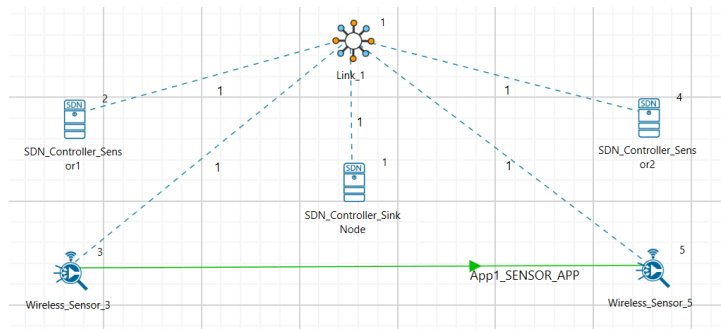 1
Link_1
SDN
2
SDN_Controller_Sens
or1
1
1
SDN
4
SDN_Controller_Sens
or2
1
SDN
1
SDN_Controller_Sink
Node
1
1
3
Wireless_Sensor_3
App1_SENSOR_APP
5
Wireless_Sensor_5